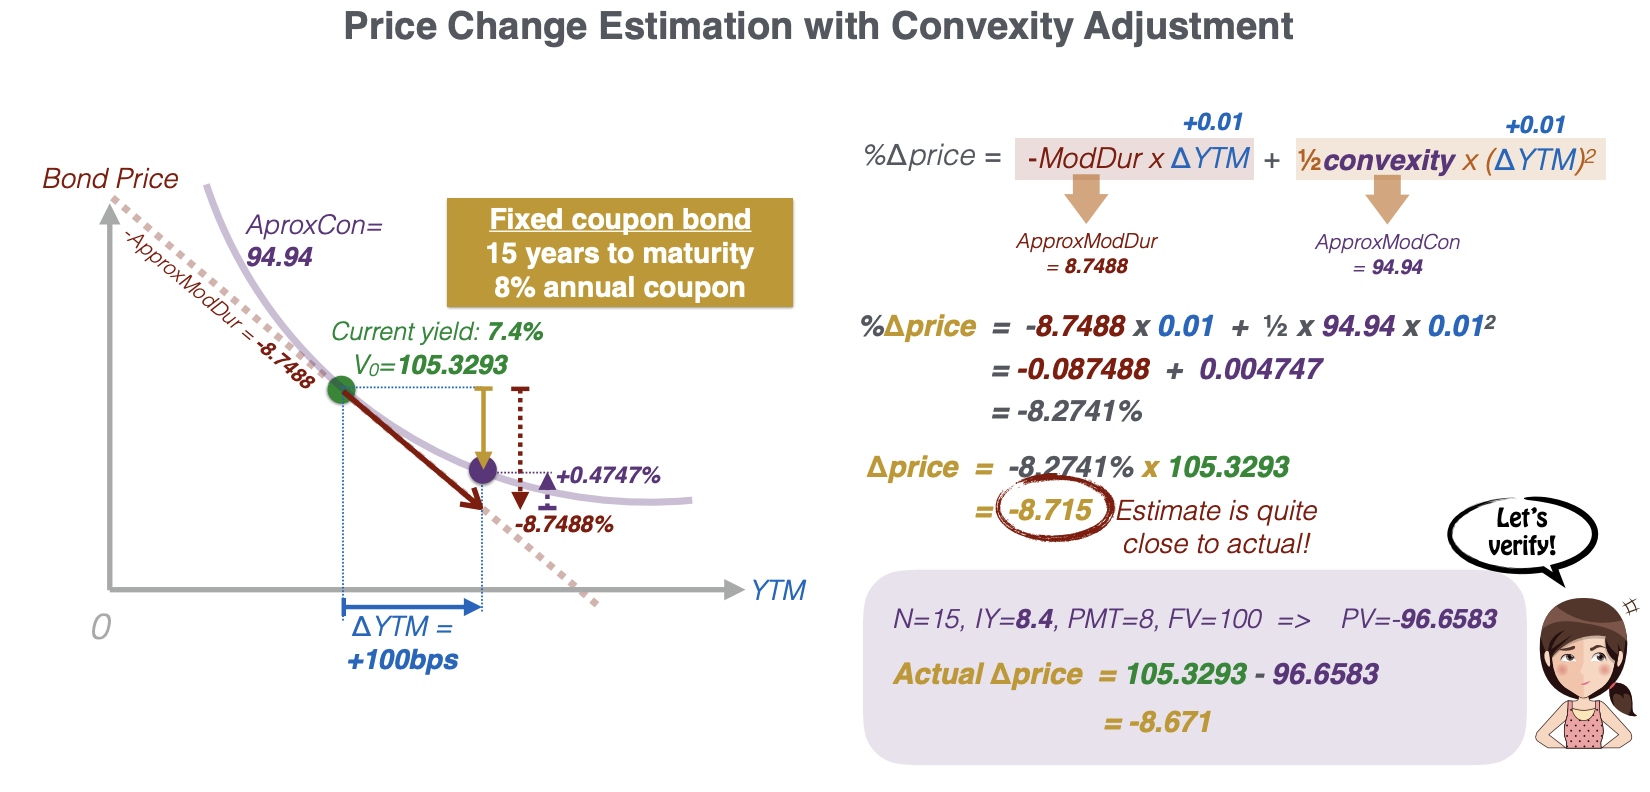 Price Change Estimation with Convexity Adjustment
Bond Price
AproxCon=
94.94
-ApproxModDur = -8.7488
Fixed coupon bond
15 years to maturity
8% annual coupon
Current yield: 7.4%
V₀=105.3293
+0.4747%
-8.7488%
YTM
0
ΔYTM =
+100bps
+0.01
+0.01
%Δprice = -ModDur x ΔYTM + ½convexity x (ΔYTM)²
ApproxModDur
= 8.7488
ApproxModCon
= 94.94
%Δprice = -8.7488 x 0.01 + ½ x 94.94 x 0.01²
= -0.087488 + 0.004747
= -8.2741%
Δprice = -8.2741% x 105.3293
= -8.715
Estimate is quite
close to actual!
Let's
verify!
N=15, IY=8.4, PMT=8, FV=100 => PV=-96.6583
Actual Δprice = 105.3293 - 96.6583
= -8.671